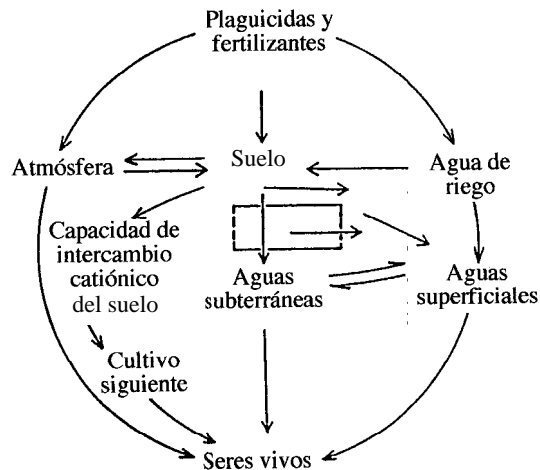 Plaguicidas y
fertilizantes
Atmósfera
Suelo
Agua de
riego
Capacidad de
intercambio
catiónico
del suelo
Aguas
subterráneas
Aguas
superficiales
Cultivo
siguiente
Seres vivos